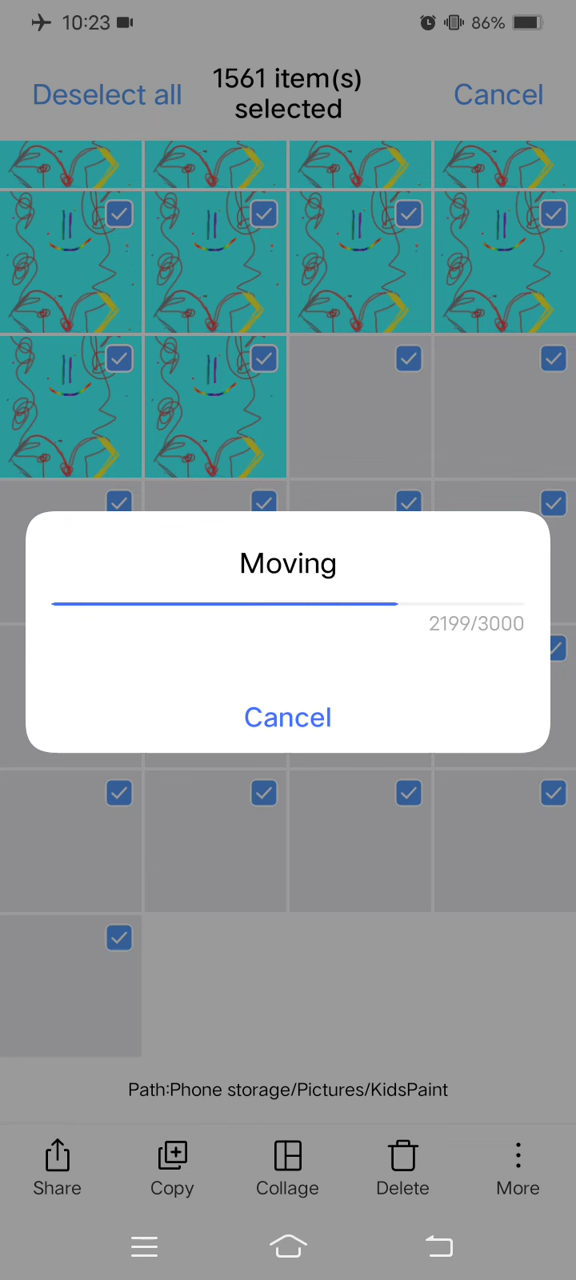 10:23
86%
Deselect all
1561 item(s)
selected
Cancel
Moving
2199/3000
Cancel
Path:Phone storage/Pictures/KidsPaint
Share
Copy
Collage
Delete
More